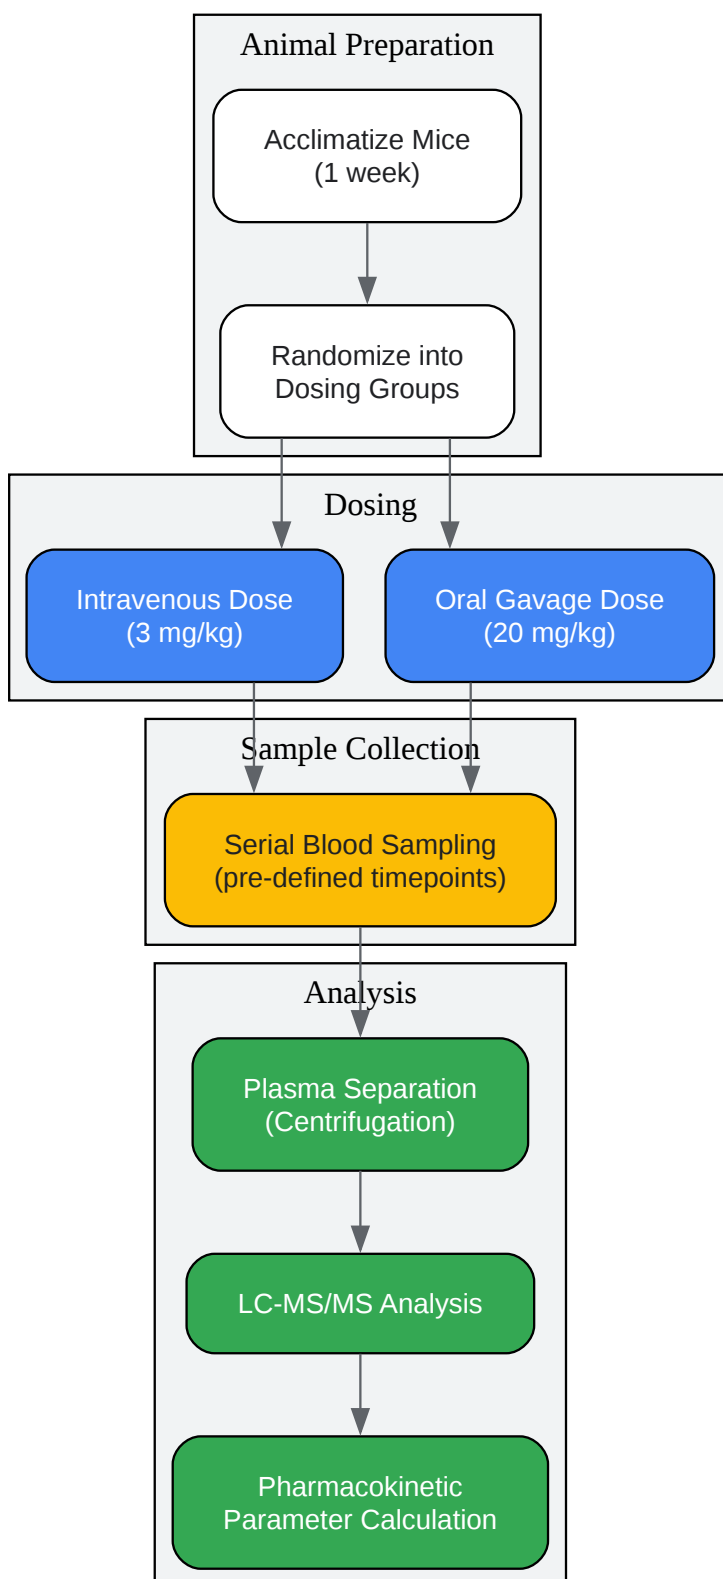 Animal Preparation
Acclimatize Mice
(1 week)
Randomize into
Dosing Groups
Dosing
Intravenous Dose
(3 mg/kg)
Oral Gavage Dose
(20 mg/kg)
Sample Collection
Serial Blood Sampling
(pre-defined timepoints)
Analysis
Plasma Separation
(Centrifugation)
LC-MS/MS Analysis
Pharmacokinetic
Parameter Calculation